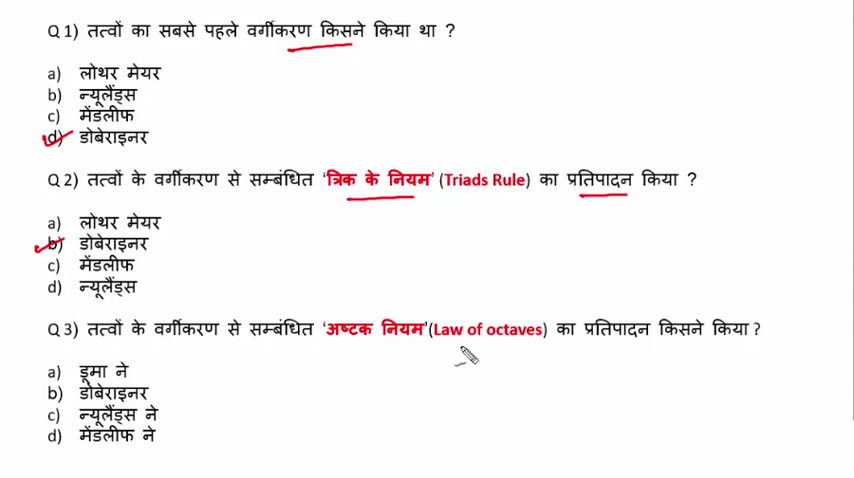 Q 1) तत्वों का सबसे पहले वर्गीकरण किसने किया था ?
a) लोथर मेयर
b) न्यूलैंड्स
c) मेंडलीफ
d) डोबेराइनर
Q 2) तत्वों के वर्गीकरण से सम्बंधित ‘त्रिक के नियम’ (Triads Rule) का प्रतिपादन किया ?
a) लोथर मेयर
b) डोबेराइनर
c) मेंडलीफ
d) न्यूलैंड्स
Q 3) तत्वों के वर्गीकरण से सम्बंधित ‘अष्टक नियम’(Law of octaves) का प्रतिपादन किसने किया ?
a) डूमा ने
b) डोबेराइनर
c) न्यूलैंड्स ने
d) मेंडलीफ ने